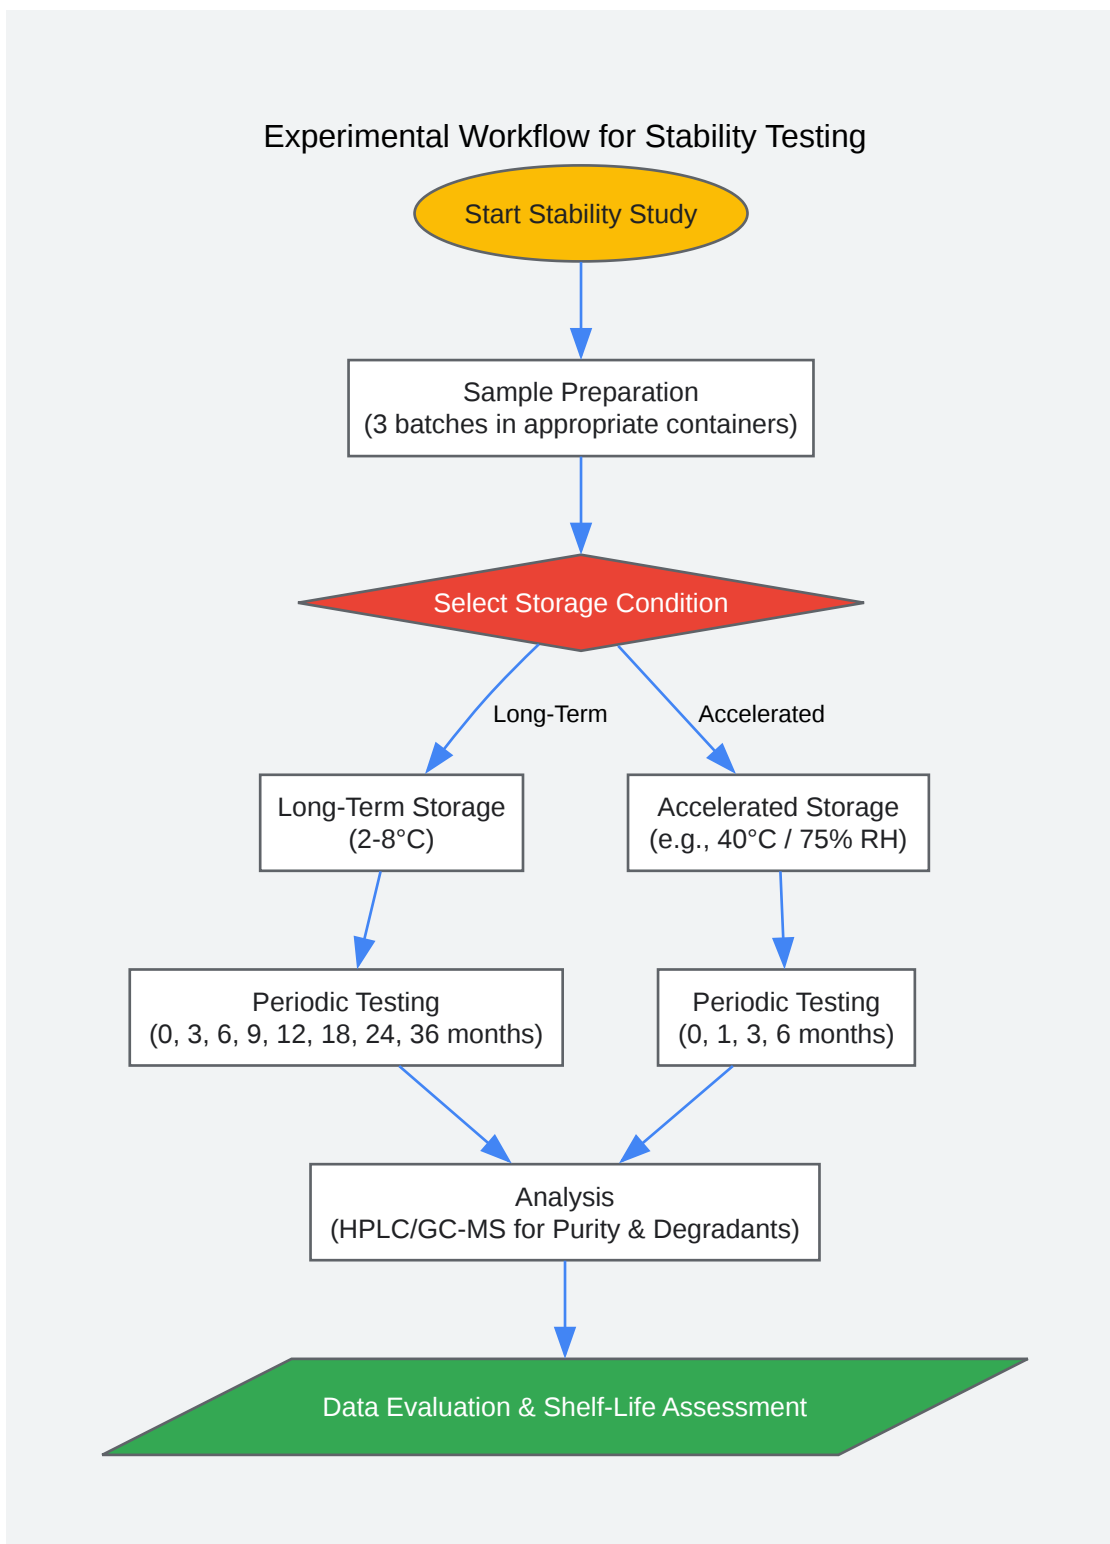 Experimental Workflow for Stability Testing
Start Stability Study
Sample Preparation
(3 batches in appropriate containers)
Select Storage Condition
Long-Term
Accelerated
Long-Term Storage
(2-8°C)
Accelerated Storage
(e.g., 40°C / 75% RH)
Periodic Testing
(0, 3, 6, 9, 12, 18, 24, 36 months)
Periodic Testing
(0, 1, 3, 6 months)
Analysis
(HPLC/GC-MS for Purity & Degradants)
Data Evaluation & Shelf-Life Assessment